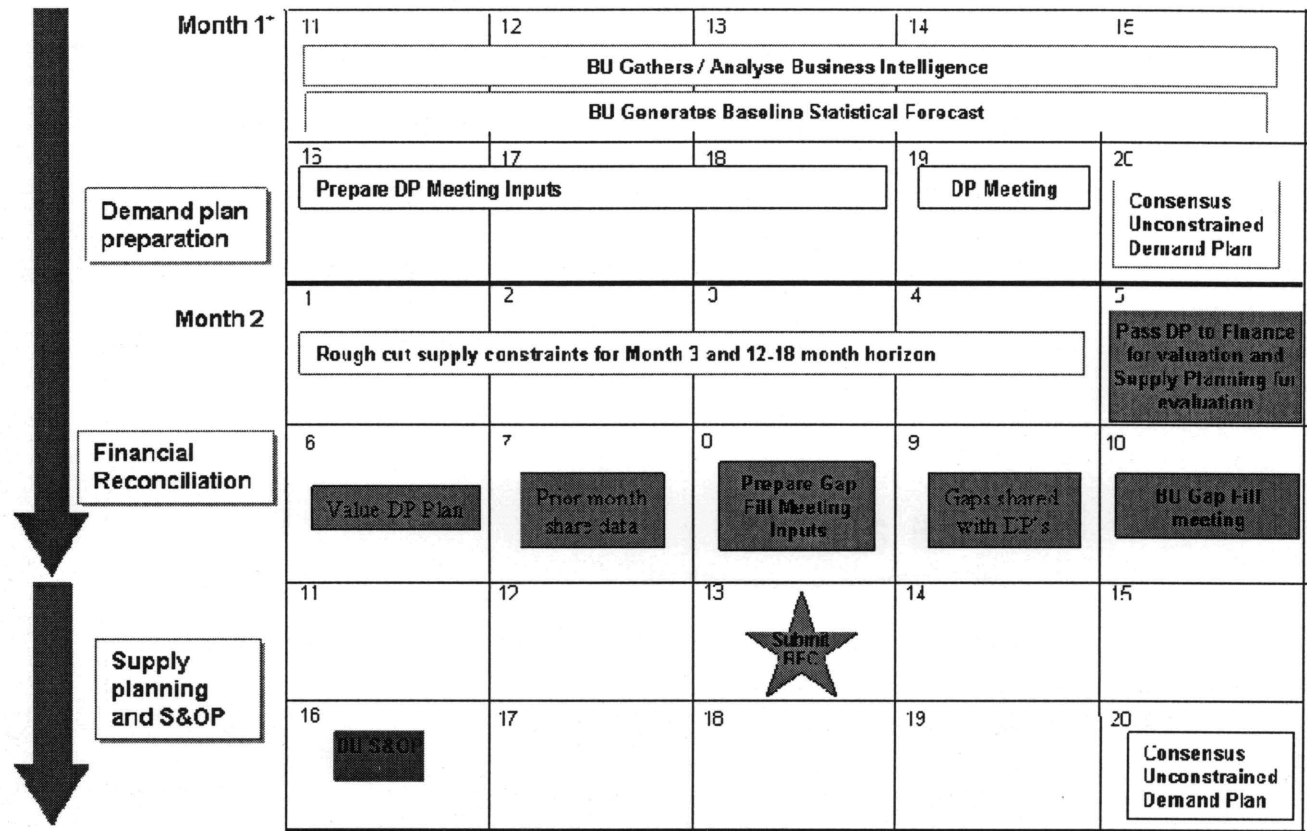 Month 1*
11
12
13
14
15
BU Gathers / Analyse Business Intelligence
BU Generates Baseline Statistical Forecast
Demand plan
preparation
16
17
18
19
20
Prepare DP Meeting Inputs
DP Meeting
Consensus
Unconstrained
Demand Plan
Month 2
1
2
3
4
5
Rough cut supply constraints for Month 3 and 12-18 month horizon
Pass DP to Finance
for valuation and
Supply Planning for
evaluation
Financial
Reconciliation
6
7
8
9
10
Value DP Plan
Prior month
share data
Prepare Gap
Fill Meeting
Inputs
Gaps shared
with DP's
BU Gap Fill
meeting
Supply
planning
and S&OP
11
12
13
14
15
Submit
RFC
16
17
18
19
20
BU S&OP
Consensus
Unconstrained
Demand Plan